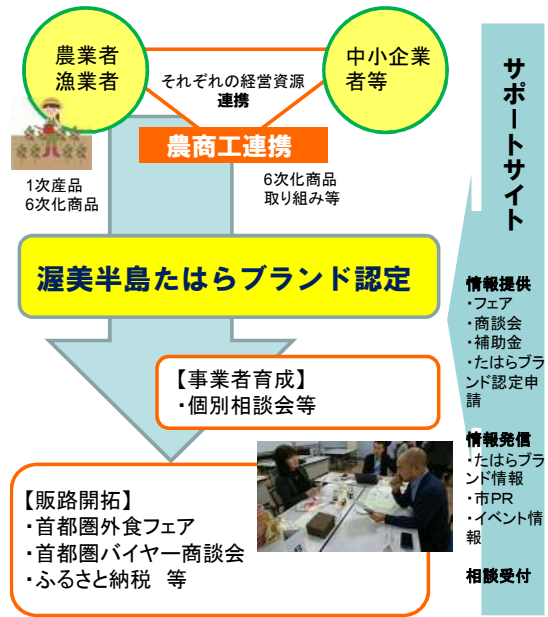 農業者
漁業者
中小企業
者等
それぞれの経営資源
連携
農商工連携
1次産品
6次化商品
6次化商品
取り組み等
渥美半島たはらブランド認定
【事業者育成】
・個別相談会等
【販路開拓】
・首都圏外食フェア
・首都圏バイヤー商談会
・ふるさと納税 等
サポートサイト
情報提供
・フェア
・商談会
・補助金
・たはらブラ
ンド認定申
請
情報発信
・たはらブラ
ンド情報
・市PR
・イベント情
報
相談受付